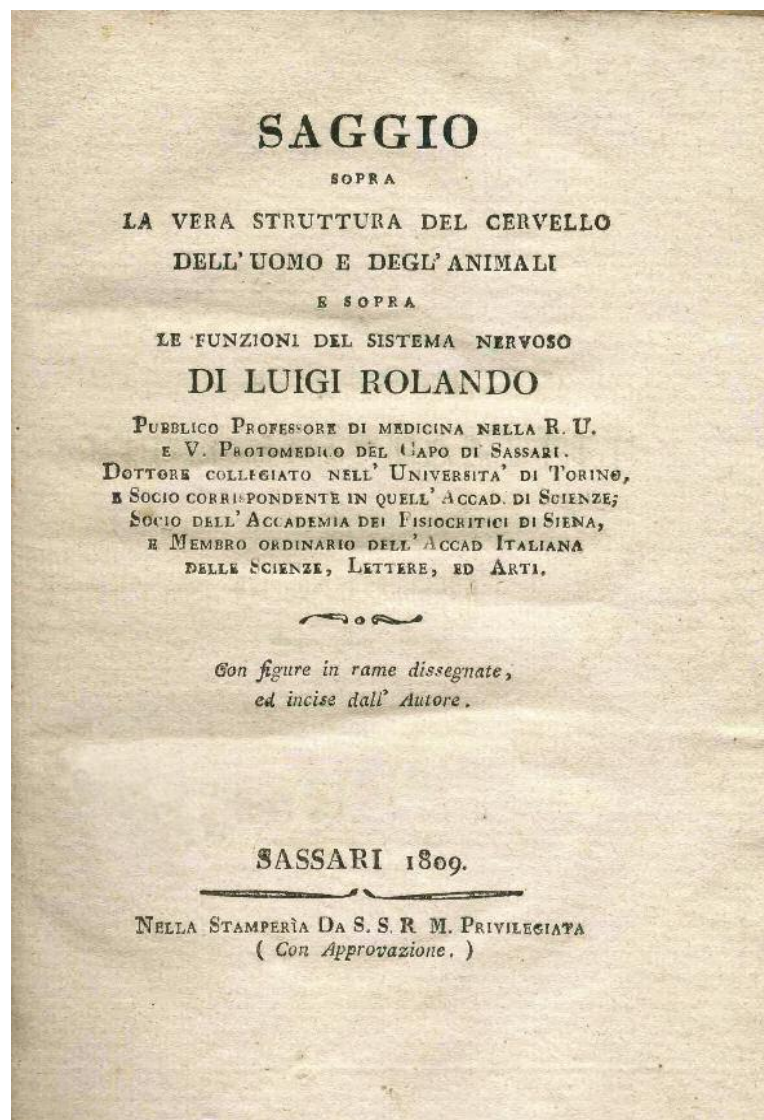 SAGGIO
SOPRA
LA VERA STRUTTURA DEL CERVELLO
DELL' UOMO E DEGL' ANIMALI
E SOPRA
LE FUNZIONI DEL SISTEMA NERVOSO
DI LUIGI ROLANDO
PUBBLICO PROFESSORE DI MEDICINA NELLA R. U.
E V. PROTOMEDICO DEL CAPO DI SASSARI.
DOTTORE COLLEGIATO NELL' UNIVERSITA' DI TORINO,
E SOCIO CORRISPONDENTE IN QUELL' ACCAD. DI SCIENZE;
SOCIO DELL' ACCADEMIA DEI FISIOCRITICI DI SIENA,
E MEMBRO ORDINARIO DELL' ACCAD ITALIANA
DELLE SCIENZE, LETTERE, ED ARTI.
Con figure in rame dissegnate,
ed incise dall' Autore.
SASSARI 1809.
NELLA STAMPERÌA DA S. S. R. M. PRIVILEGIATA
( Con Approvazione. )